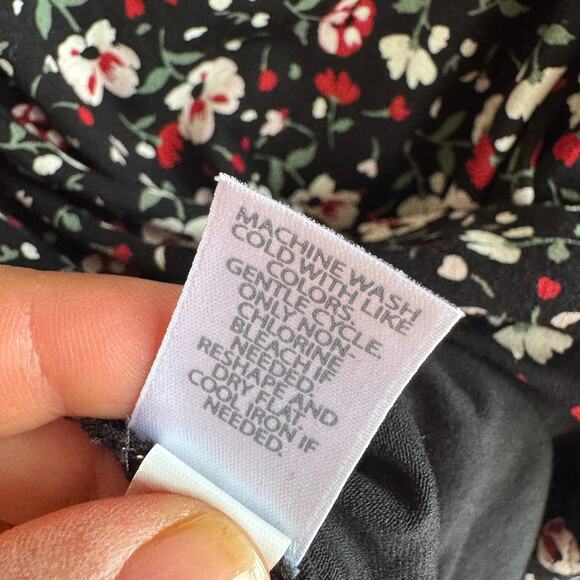 MACHINE WASH
COLD WITH LIKE
COLORS.
GENTLE CYCLE.
ONLY NON-
CHLORINE
BLEACH IF
NEEDED.
RESHAPE AND
DRY FLAT.
COOL IRON IF
NEEDED.